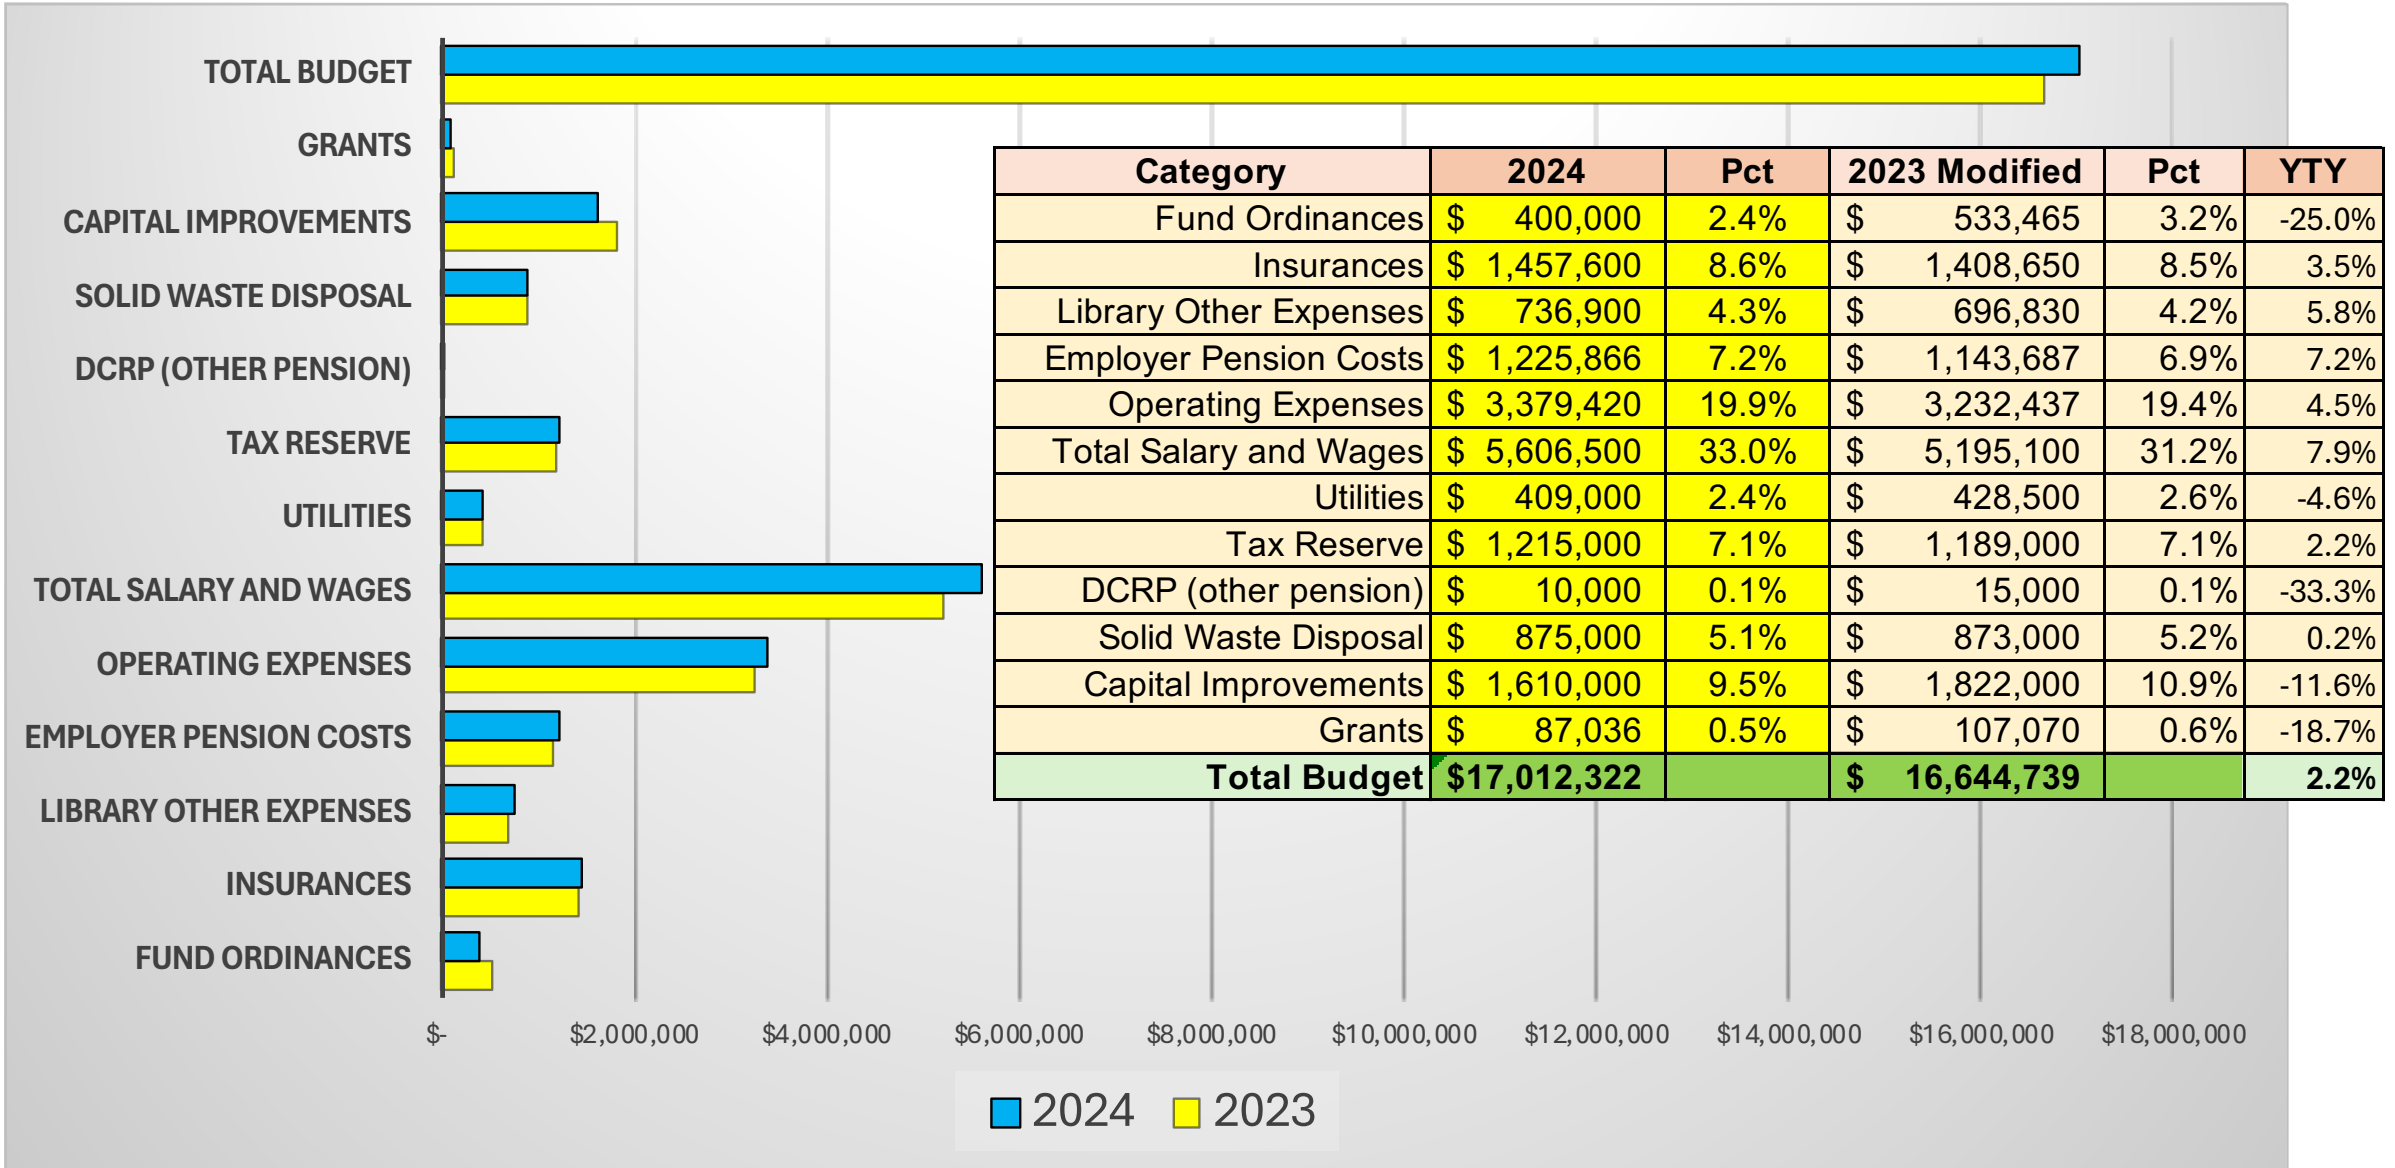 TOTAL BUDGET
GRANTS
CAPITAL IMPROVEMENTS
SOLID WASTE DISPOSAL
DCRP (OTHER PENSION)
TAX RESERVE
UTILITIES
TOTAL SALARY AND WAGES
OPERATING EXPENSES
EMPLOYER PENSION COSTS
LIBRARY OTHER EXPENSES
INSURANCES
FUND ORDINANCES
$- $2,000,000 $4,000,000 $6,000,000 $8,000,000 $10,000,000 $12,000,000 $14,000,000 $16,000,000 $18,000,000
2024 2023
Category 2024 Pct 2023 Modified Pct YTY
Fund Ordinances $ 400,000 2.4% $ 533,465 3.2% -25.0%
Insurances $ 1,457,600 8.6% $ 1,408,650 8.5% 3.5%
Library Other Expenses $ 736,900 4.3% $ 696,830 4.2% 5.8%
Employer Pension Costs $ 1,225,866 7.2% $ 1,143,687 6.9% 7.2%
Operating Expenses $ 3,379,420 19.9% $ 3,232,437 19.4% 4.5%
Total Salary and Wages $ 5,606,500 33.0% $ 5,195,100 31.2% 7.9%
Utilities $ 409,000 2.4% $ 428,500 2.6% -4.6%
Tax Reserve $ 1,215,000 7.1% $ 1,189,000 7.1% 2.2%
DCRP (other pension) $ 10,000 0.1% $ 15,000 0.1% -33.3%
Solid Waste Disposal $ 875,000 5.1% $ 873,000 5.2% 0.2%
Capital Improvements $ 1,610,000 9.5% $ 1,822,000 10.9% -11.6%
Grants $ 87,036 0.5% $ 107,070 0.6% -18.7%
Total Budget $17,012,322 $ 16,644,739 2.2%